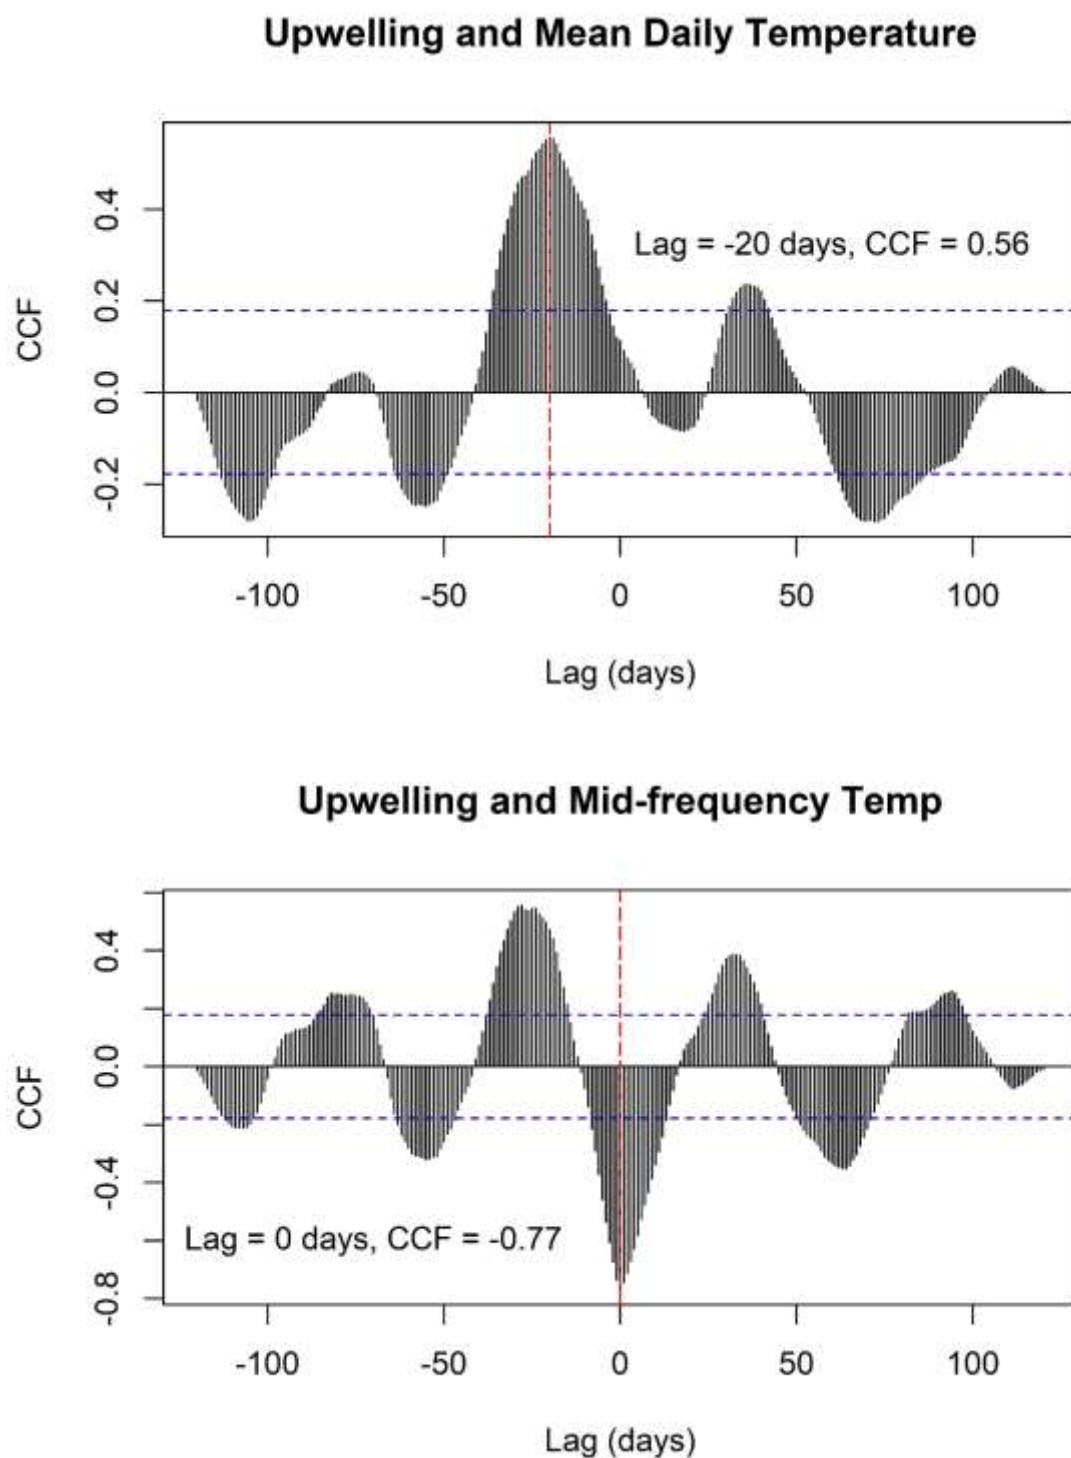 Upwelling and Mean Daily Temperature
CCF
0.4
0.2
0.0
-0.2
Lag = -20 days, CCF = 0.56
-100 -50 0 50 100
Lag (days)
Upwelling and Mid-frequency Temp
CCF
0.4
0.0
-0.4
-0.8
Lag = 0 days, CCF = -0.77
-100 -50 0 50 100
Lag (days)